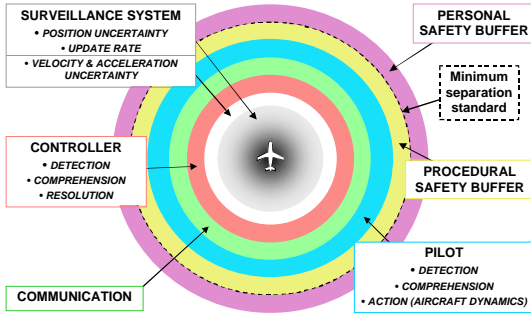 SURVEILLANCE SYSTEM
• POSITION UNCERTAINTY
• UPDATE RATE
• VELOCITY & ACCELERATION
UNCERTAINTY
PERSONAL SAFETY
BUFFER
Minimum
separation
standard
CONTROLLER
• DETECTION
• COMPREHENSION
• RESOLUTION
PROCEDURAL
SAFETY BUFFER
COMMUNICATION
PILOT
• DETECTION
• COMPREHENSION
• ACTION (AIRCRAFT DYNAMICS)